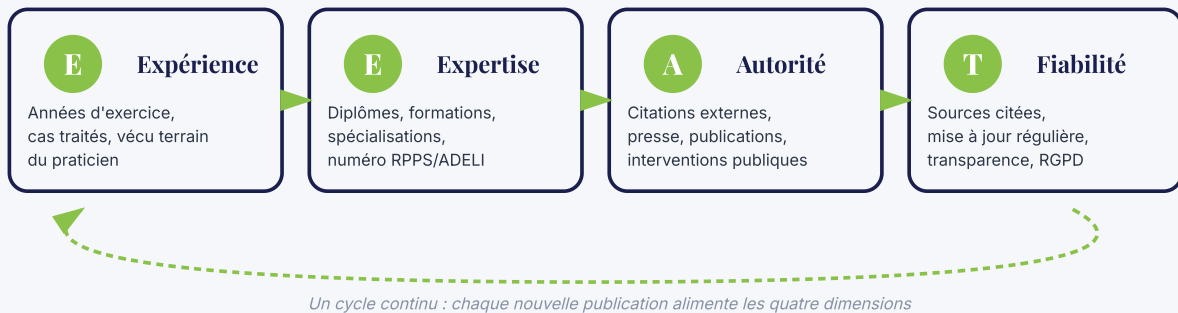 E Expérience
Années d'exercice,
cas traités, vécu terrain
du praticien
E Expertise
Diplômes, formations,
spécialisations,
numéro RPPS/ADELI
A Autorité
Citations externes,
presse, publications,
interventions publiques
T Fiabilité
Sources citées,
mise à jour régulière,
transparence, RGPD
Un cycle continu : chaque nouvelle publication alimente les quatre dimensions